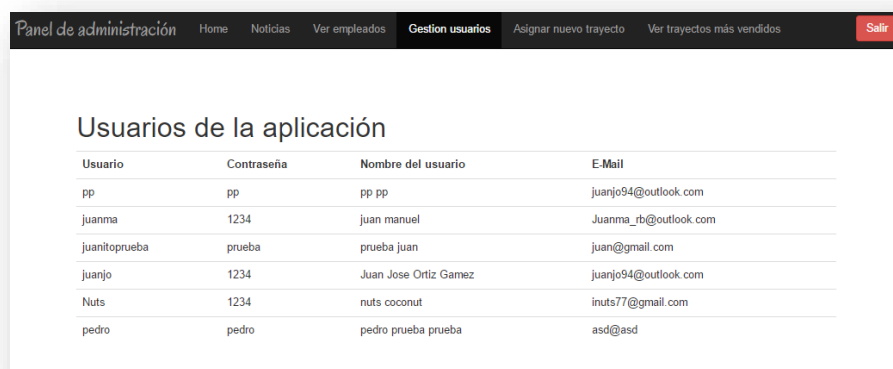 Panel de administración Home Noticias Ver empleados Gestion usuarios Asignar nuevo trayecto Ver trayectos más vendidos Salir
Usuarios de la aplicación
Usuario Contraseña Nombre del usuario E-Mail
pp pp pp pp juanjo94@outlook.com
juanma 1234 juan manuel Juanma_rb@outlook.com
juanitoprueba prueba prueba juan juan@gmail.com
juanjo 1234 Juan Jose Ortiz Gamez juanjo94@outlook.com
Nuts 1234 nuts coconut inuts77@gmail.com
pedro pedro pedro prueba prueba asd@asd